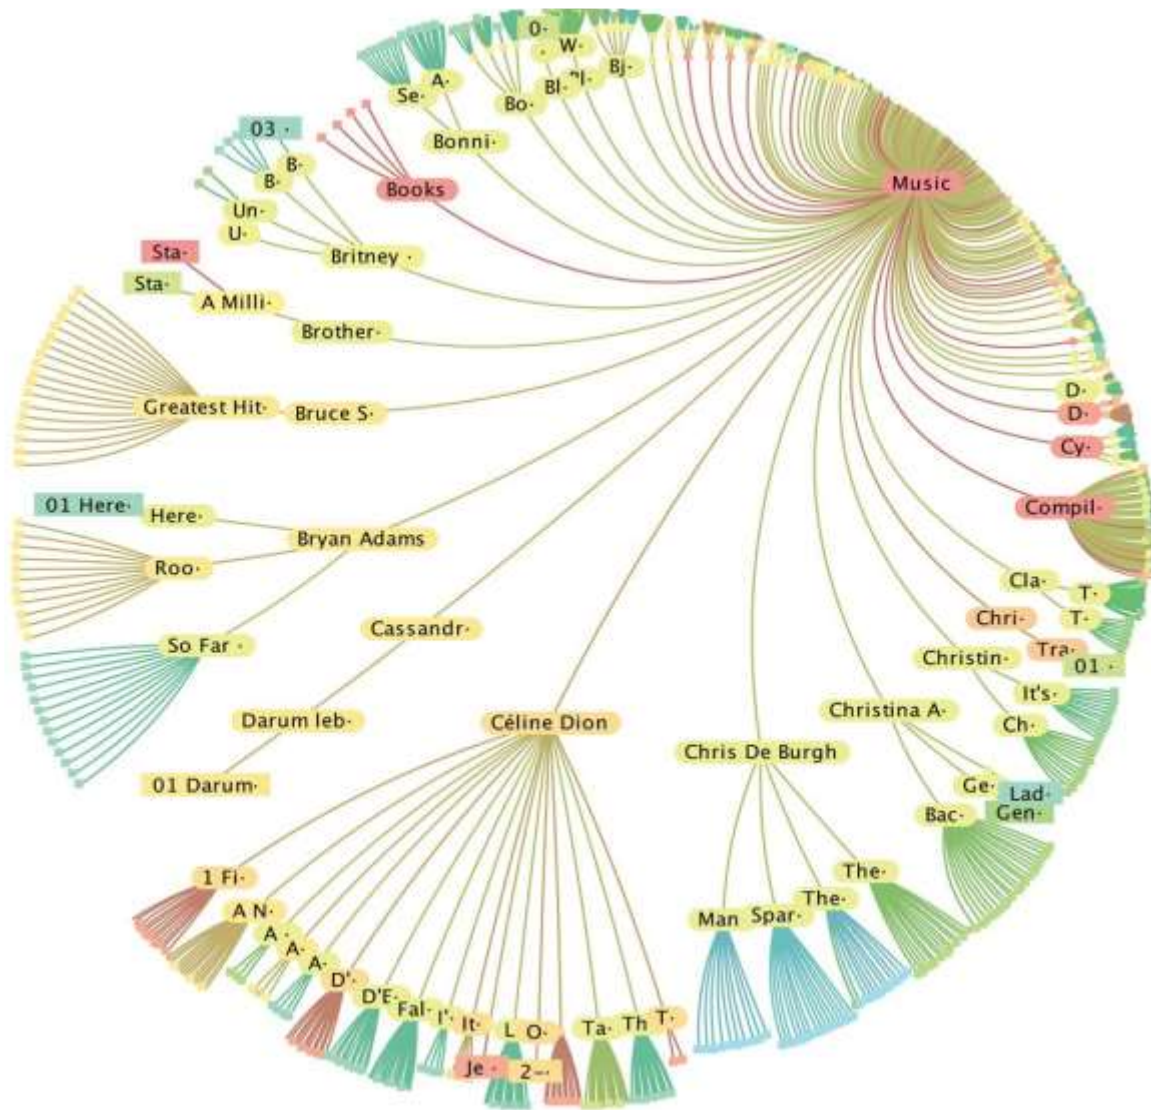 0·
W·
Bj·
A·
Se·
Bl·
Bo·
03 ·
Bonni·
B·
B·
Books
Music
Un·
U·
Sta·
Britney ·
Sta·
A Milli·
Brother·
D·
Greatest Hit·
Bruce S·
D·
Cy·
01 Here·
Here·
Compil·
Bryan Adams
Roo·
Cla·
T·
Cassandr·
Chri·
T·
So Far ·
Christin·
Tra·
01 ·
It's·
Darum leb·
Céline Dion
Christina A·
Ch·
Chris De Burgh
01 Darum·
Ge·
Lad·
Bac·
Gen·
1 Fi·
The·
A N·
Man
Spar·
The·
A ·
A·
A·
D'·
D'E·
Fal·
I'·
It·
L
O·
Ta·
Th
T·
Je ·
2-·